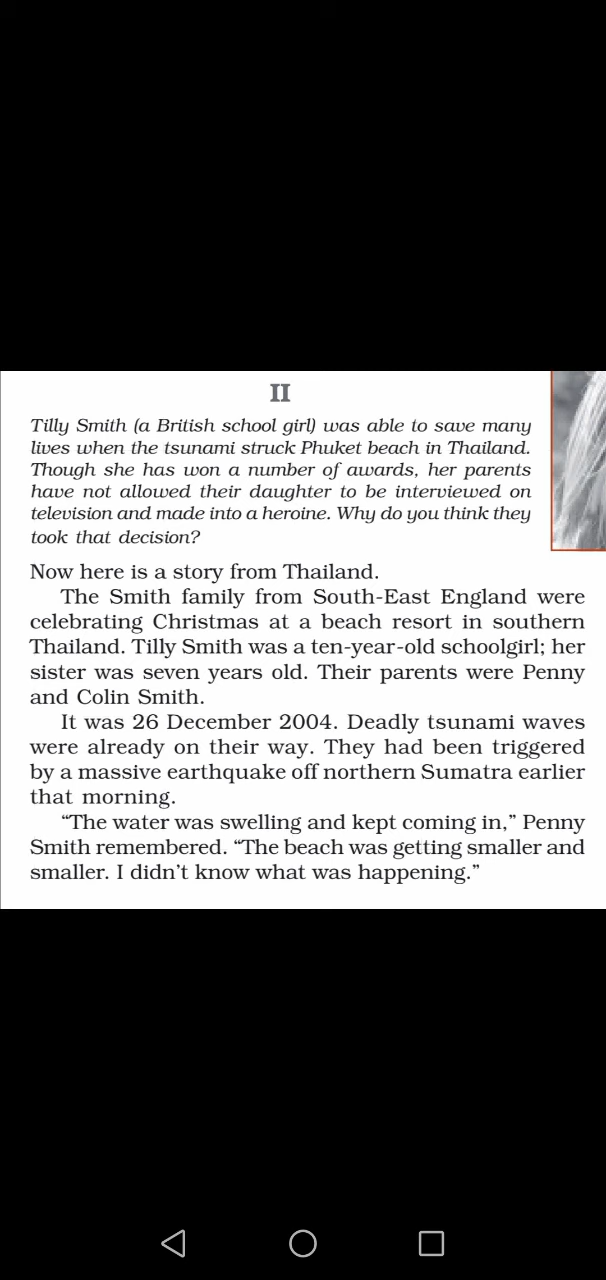 II
Tilly Smith (a British school girl) was able to save many
lives when the tsunami struck Phuket beach in Thailand.
Though she has won a number of awards, her parents
have not allowed their daughter to be interviewed on
television and made into a heroine. Why do you think they
took that decision?
Now here is a story from Thailand.
The Smith family from South-East England were
celebrating Christmas at a beach resort in southern
Thailand. Tilly Smith was a ten-year-old schoolgirl; her
sister was seven years old. Their parents were Penny
and Colin Smith.
It was 26 December 2004. Deadly tsunami waves
were already on their way. They had been triggered
by a massive earthquake off northern Sumatra earlier
that morning.
“The water was swelling and kept coming in,” Penny
Smith remembered. “The beach was getting smaller and
smaller. I didn’t know what was happening.”